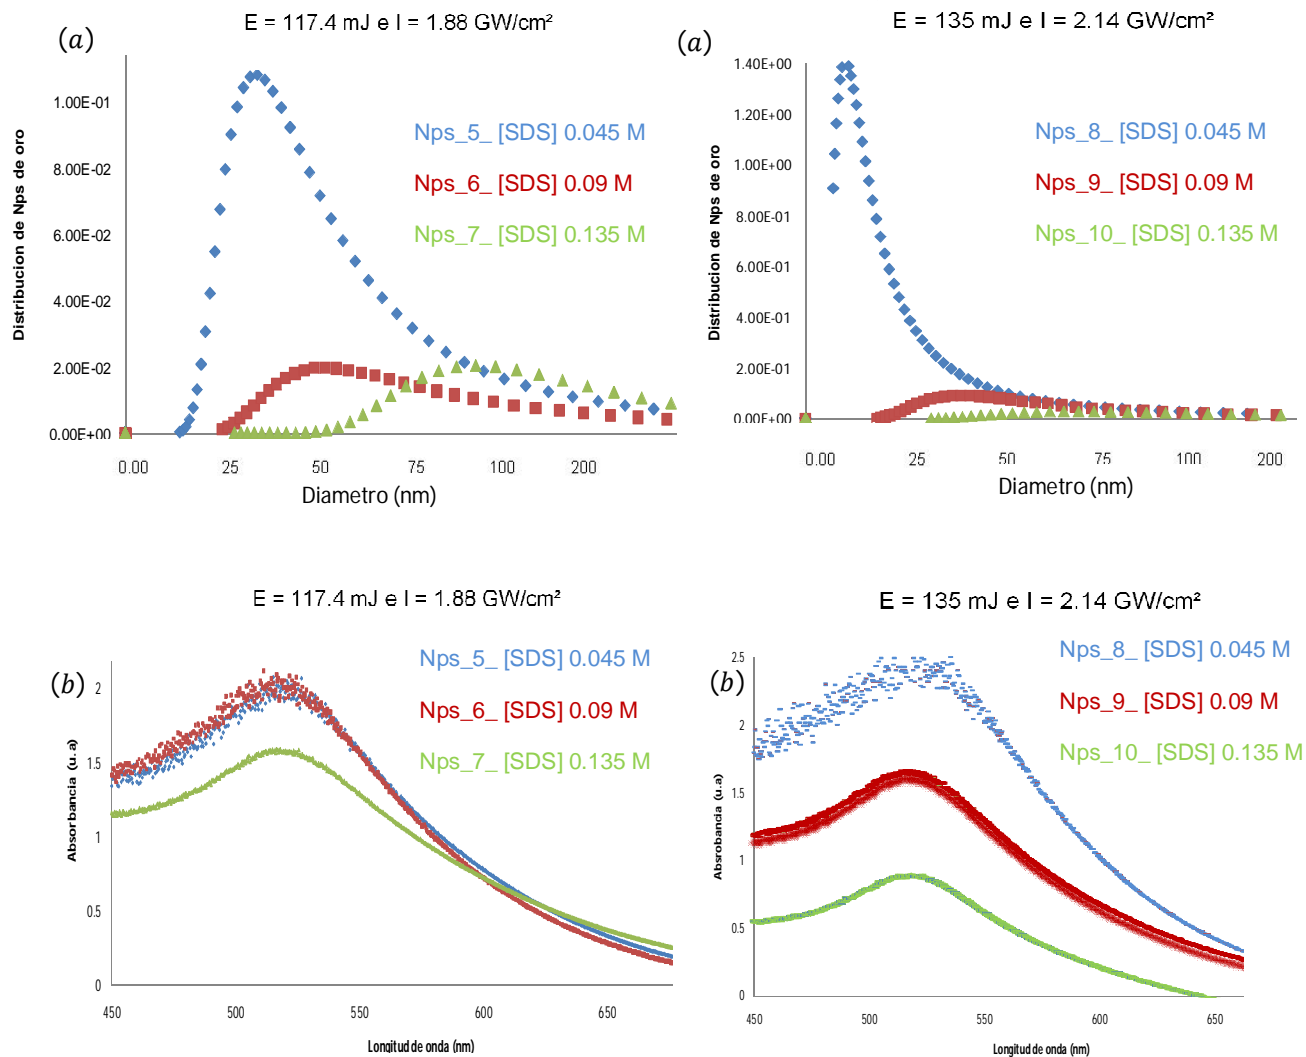 E = 117.4 mJ e I = 1.88 GW/cm²
(a)
Nps_5_ [SDS] 0.045 M
Nps_6_ [SDS] 0.09 M
Nps_7_ [SDS] 0.135 M
Distribucion de Nps de oro
1.00E-01
8.00E-02
6.00E-02
4.00E-02
2.00E-02
0.00E+00
0.00 25 50 75 100 200
Diametro (nm)
E = 135 mJ e I = 2.14 GW/cm²
(a)
Nps_8_ [SDS] 0.045 M
Nps_9_ [SDS] 0.09 M
Nps_10_ [SDS] 0.135 M
Distribucion de Nps de oro
1.40E+00
1.20E+00
1.00E+00
8.00E-01
6.00E-01
4.00E-01
2.00E-01
0.00E+00
0.00 25 50 75 100 200
Diametro (nm)
E = 117.4 mJ e I = 1.88 GW/cm²
(b)
Nps_5_ [SDS] 0.045 M
Nps_6_ [SDS] 0.09 M
Nps_7_ [SDS] 0.135 M
Absorbancia (u.a)
2
1.5
1
0.5
0
450 500 550 600 650
Longitud de onda (nm)
E = 135 mJ e I = 2.14 GW/cm²
(b)
Nps_8_ [SDS] 0.045 M
Nps_9_ [SDS] 0.09 M
Nps_10_ [SDS] 0.135 M
Absrobancia (u.a)
2.5
2
1.5
1
0.5
0
450 500 550 600 650
Longitud de onda (nm)